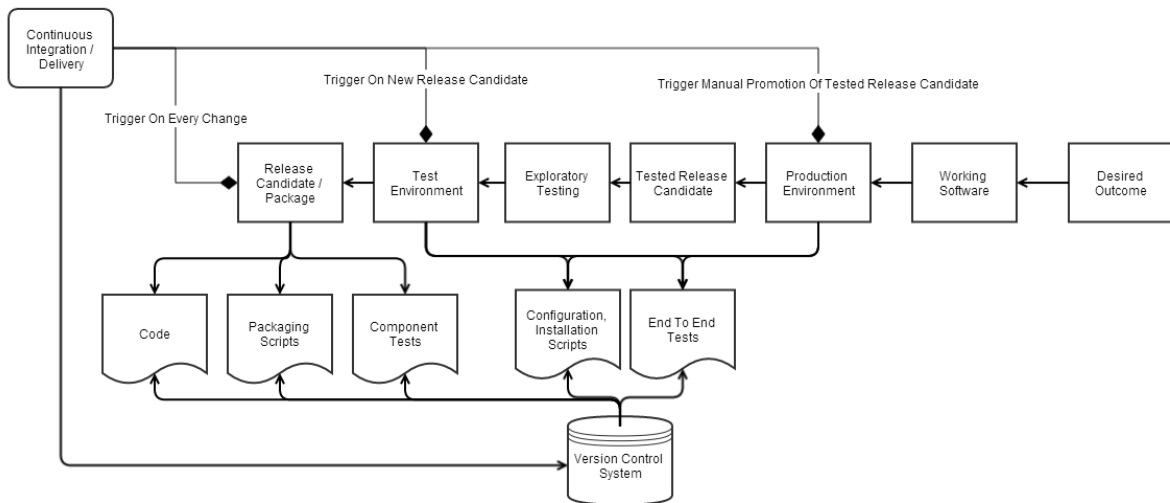 Continuous
Integration /
Delivery
Trigger On New Release Candidate
Trigger Manual Promotion Of Tested Release Candidate
Trigger On Every Change
Release
Candidate /
Package
Test
Environment
Exploratory
Testing
Tested Release
Candidate
Production
Environment
Working
Software
Desired
Outcome
Code
Packaging
Scripts
Component
Tests
Configuration,
Installation
Scripts
End To End
Tests
Version Control
System